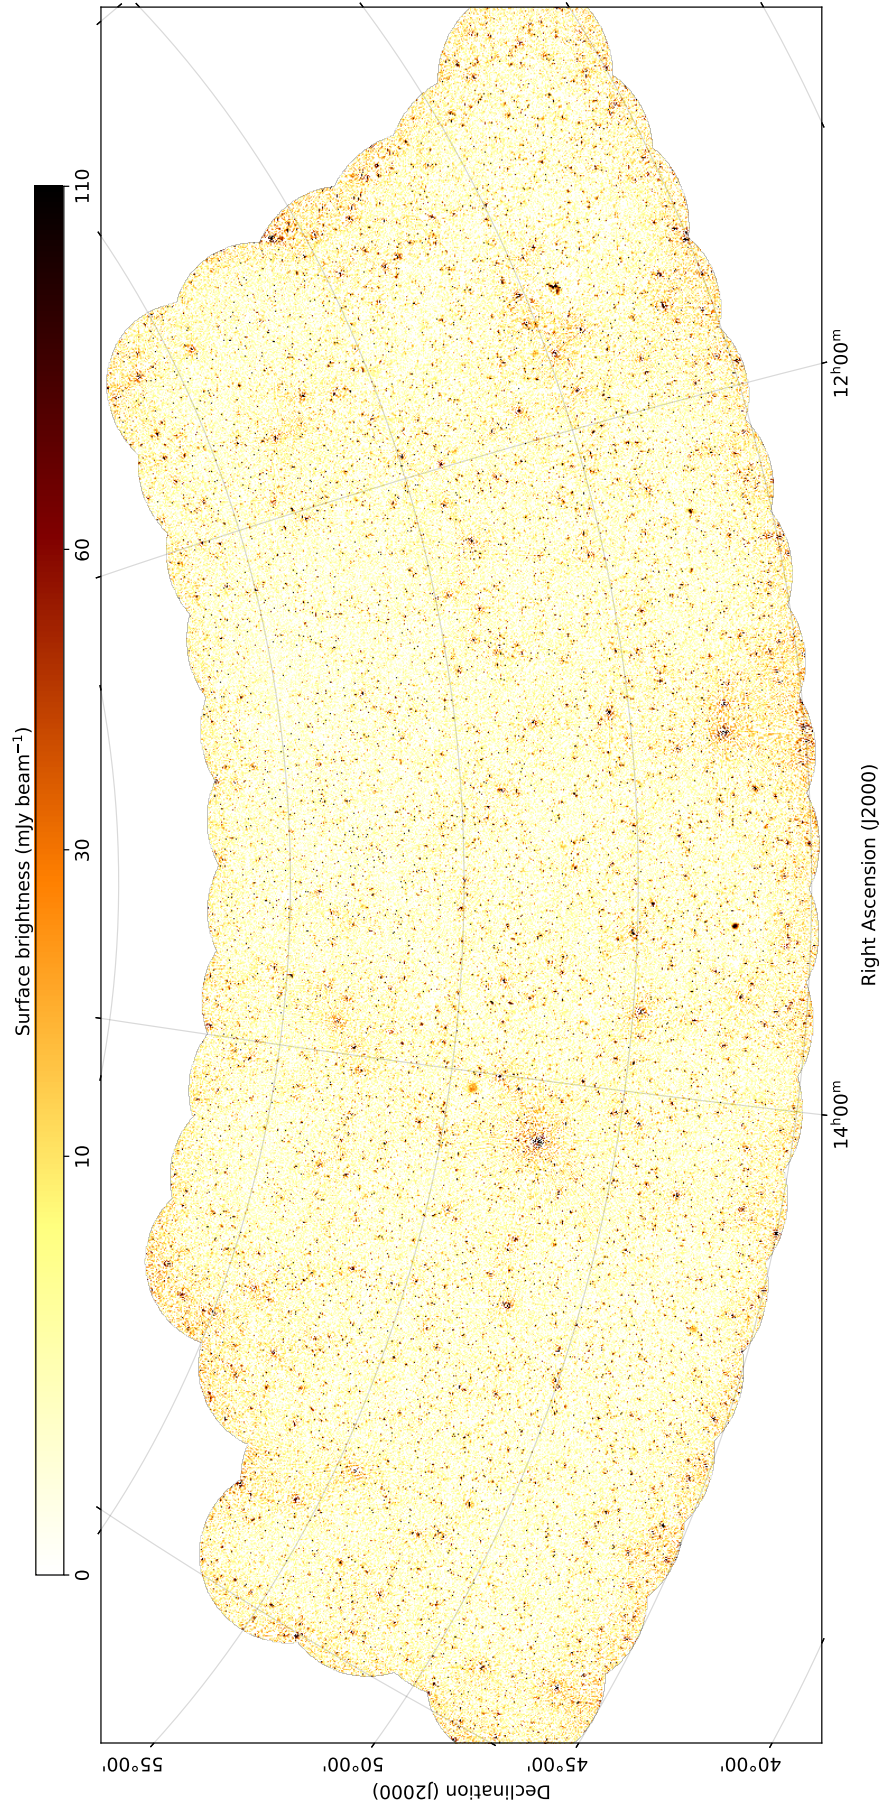 Surface brightness (mJy beam⁻¹)
0
10
30
60
110
55°00'
50°00'
45°00'
40°00'
Declination (J2000)
14ʰ00ᵐ
12ʰ00ᵐ
Right Ascension (J2000)